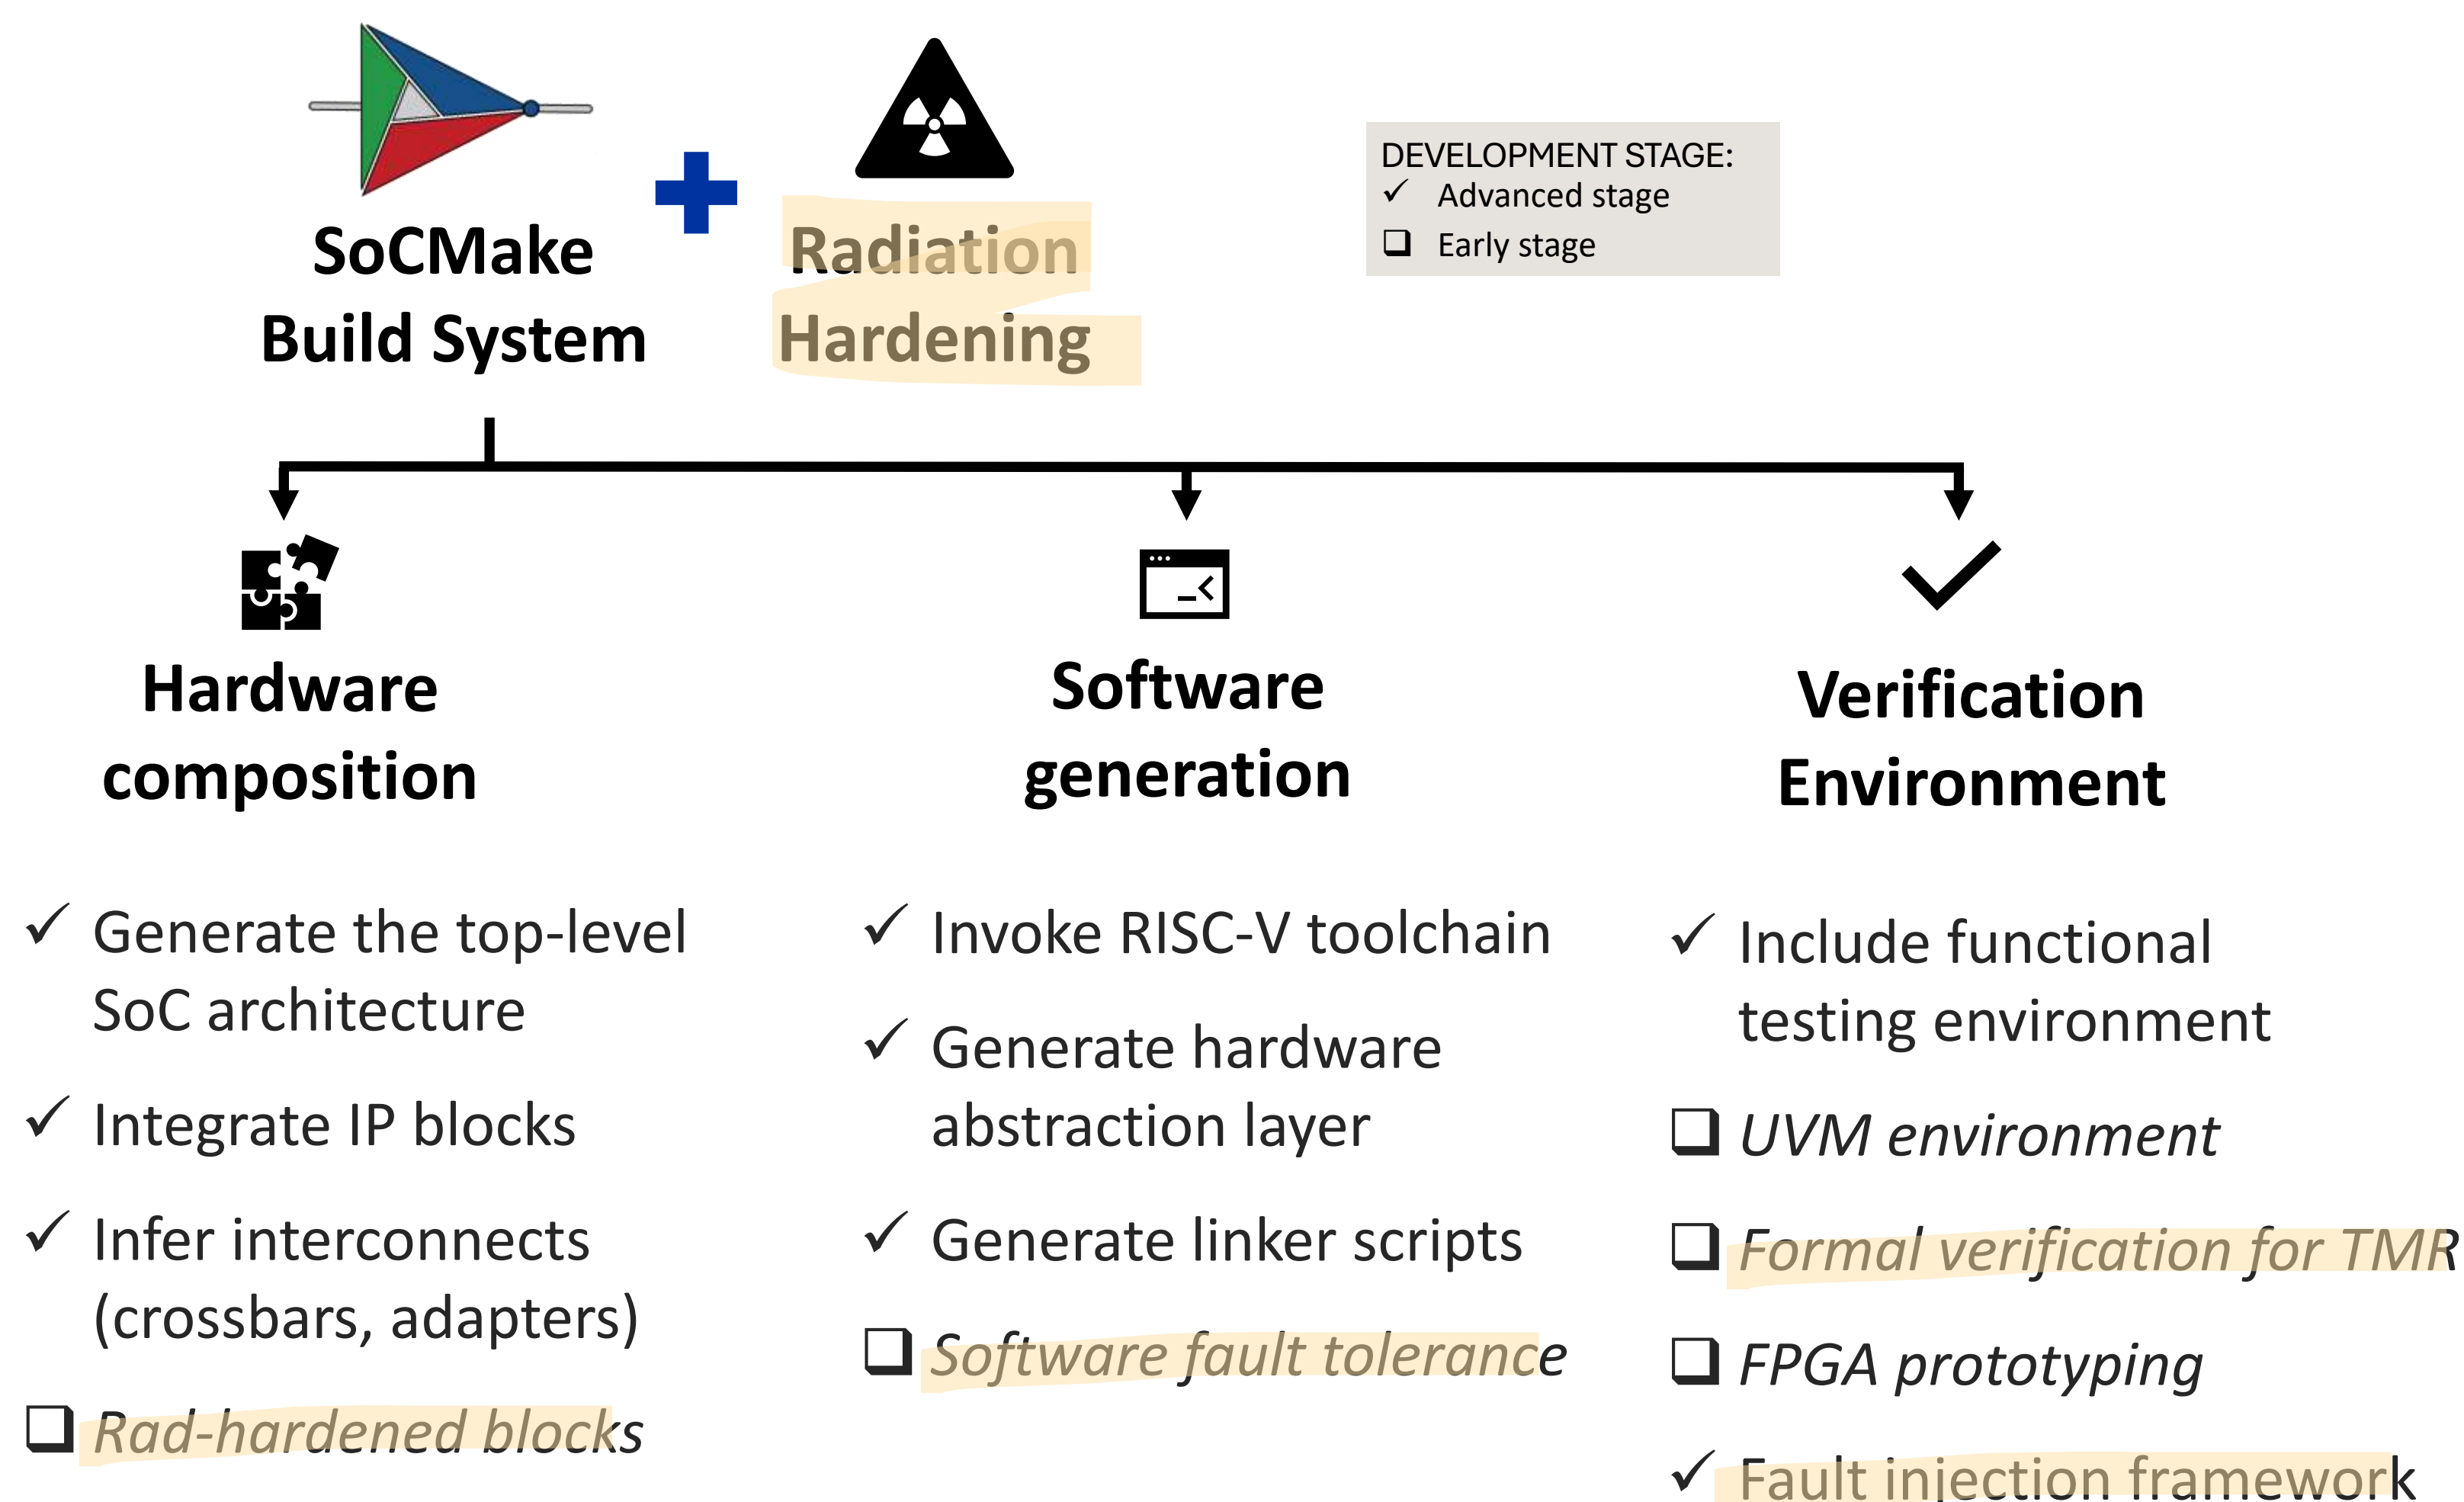 SoCMake
Build System
Radiation
Hardening
DEVELOPMENT STAGE:
✓ Advanced stage
❑ Early stage
Hardware
composition
✓ Generate the top-level
SoC architecture
✓ Integrate IP blocks
✓ Infer interconnects
(crossbars, adapters)
❑ Rad-hardened blocks
Software
generation
✓ Invoke RISC-V toolchain
✓ Generate hardware
abstraction layer
✓ Generate linker scripts
❑ Software fault tolerance
Verification
Environment
✓ Include functional
testing environment
❑ UVM environment
❑ Formal verification for TMR
❑ FPGA prototyping
✓ Fault injection framework